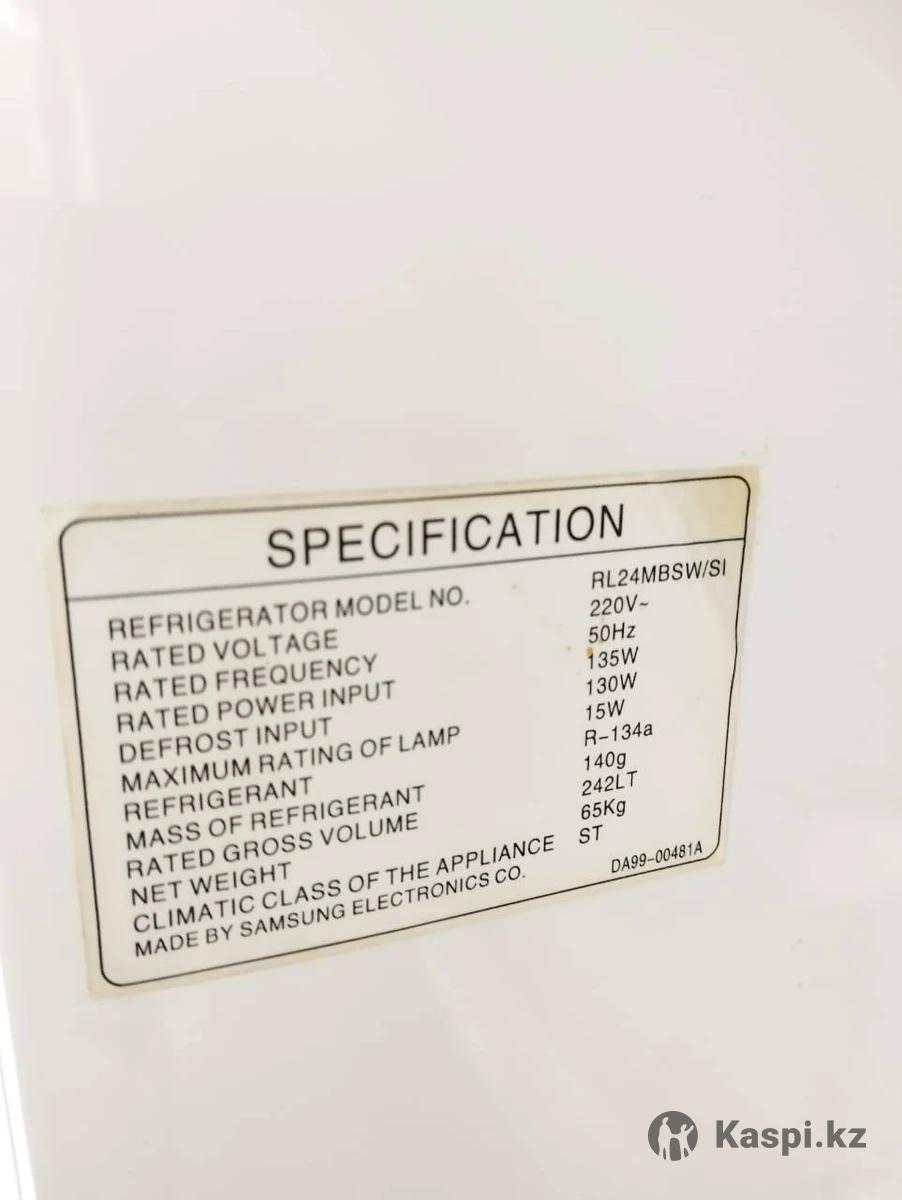 SPECIFICATION
REFRIGERATOR MODEL NO. RL24MBSW/SI
RATED VOLTAGE 220V~
RATED FREQUENCY 50Hz
RATED POWER INPUT 135W
DEFROST INPUT 130W
MAXIMUM RATING OF LAMP 15W
REFRIGERANT R-134a
MASS OF REFRIGERANT 140g
RATED GROSS VOLUME 242LT
NET WEIGHT 65Kg
CLIMATIC CLASS OF THE APPLIANCE ST
MADE BY SAMSUNG ELECTRONICS CO. DA99-00481A
Kaspi.kz